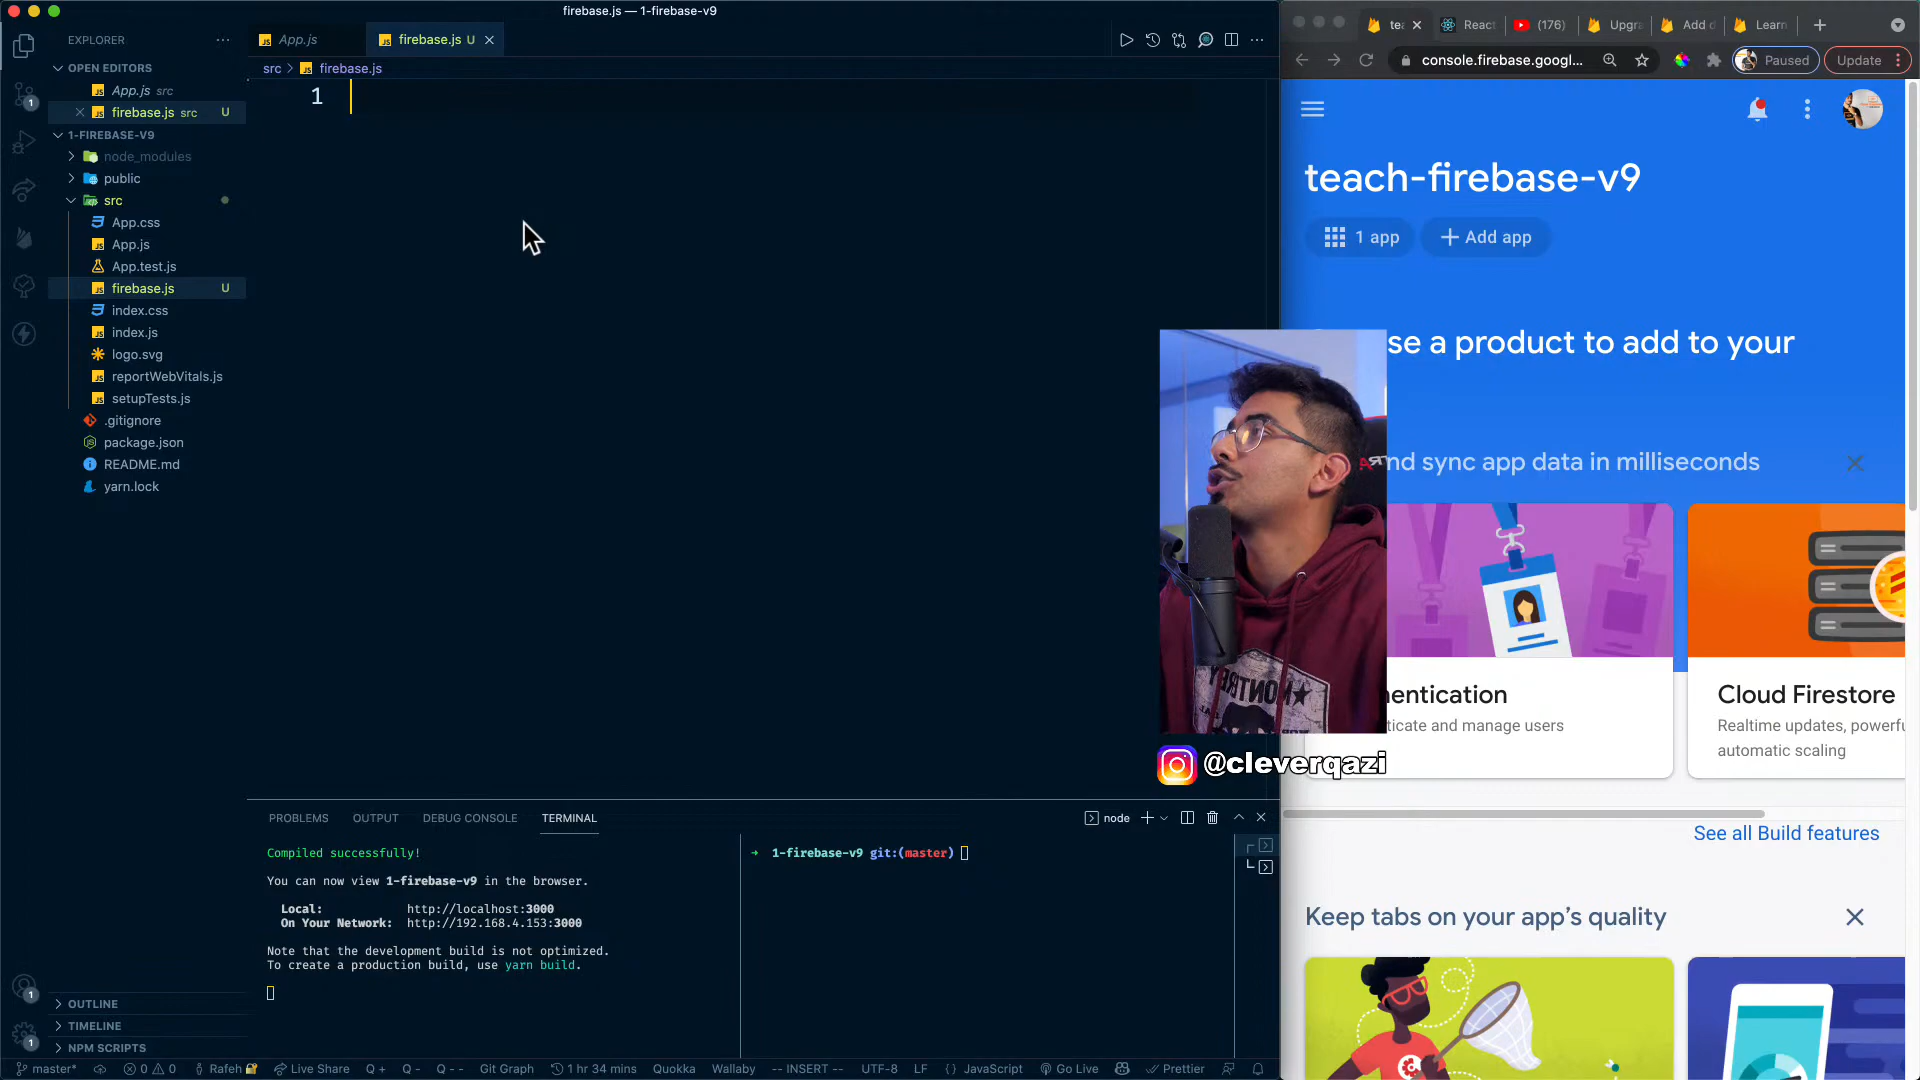 firebase.js — 1-firebase-v9
EXPLORER
OPEN EDITORS
App.js src
firebase.js src U
1-FIREBASE-V9
node_modules
public
src
App.css
App.js
App.test.js
firebase.js U
index.css
index.js
logo.svg
reportWebVitals.js
setupTests.js
.gitignore
package.json
README.md
yarn.lock
OUTLINE
TIMELINE
NPM SCRIPTS
1
1
1
App.js
firebase.js U
src > firebase.js
1
PROBLEMS OUTPUT DEBUG CONSOLE TERMINAL
node
Compiled successfully!
You can now view 1-firebase-v9 in the browser.
Local: http://localhost:3000
On Your Network: http://192.168.4.153:3000
Note that the development build is not optimized.
To create a production build, use yarn build.
→ 1-firebase-v9 git:(master)
master* 0 0 Rafeh Live Share Q + Q - Q - - Git Graph 1 hr 34 mins Quokka Wallaby -- INSERT -- UTF-8 LF {} JavaScript Go Live Prettier
tea React (176) Upgra Add d Learn
console.firebase.googl...
Paused
Update
teach-firebase-v9
1 app
+ Add app
se a product to add to your
nd sync app data in milliseconds
entication
ticate and manage users
Cloud Firestore
Realtime updates, powerfu
automatic scaling
@cleverqazi
See all Build features
Keep tabs on your app’s quality